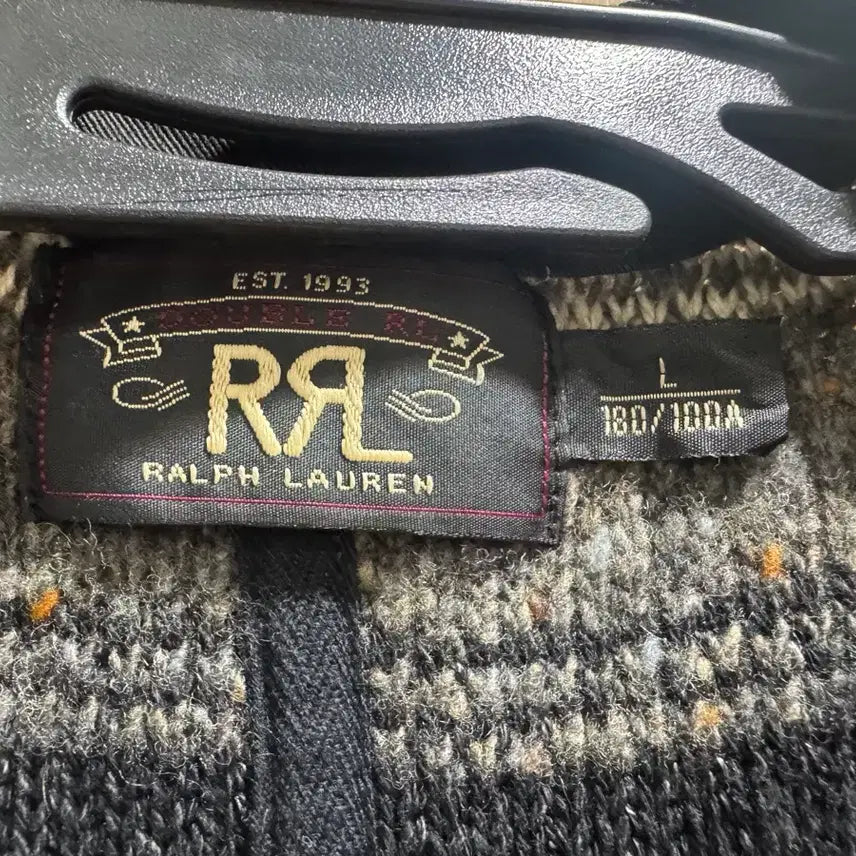 EST. 1993
DOUBLE RL
RRL
RALPH LAUREN
L
180/100A